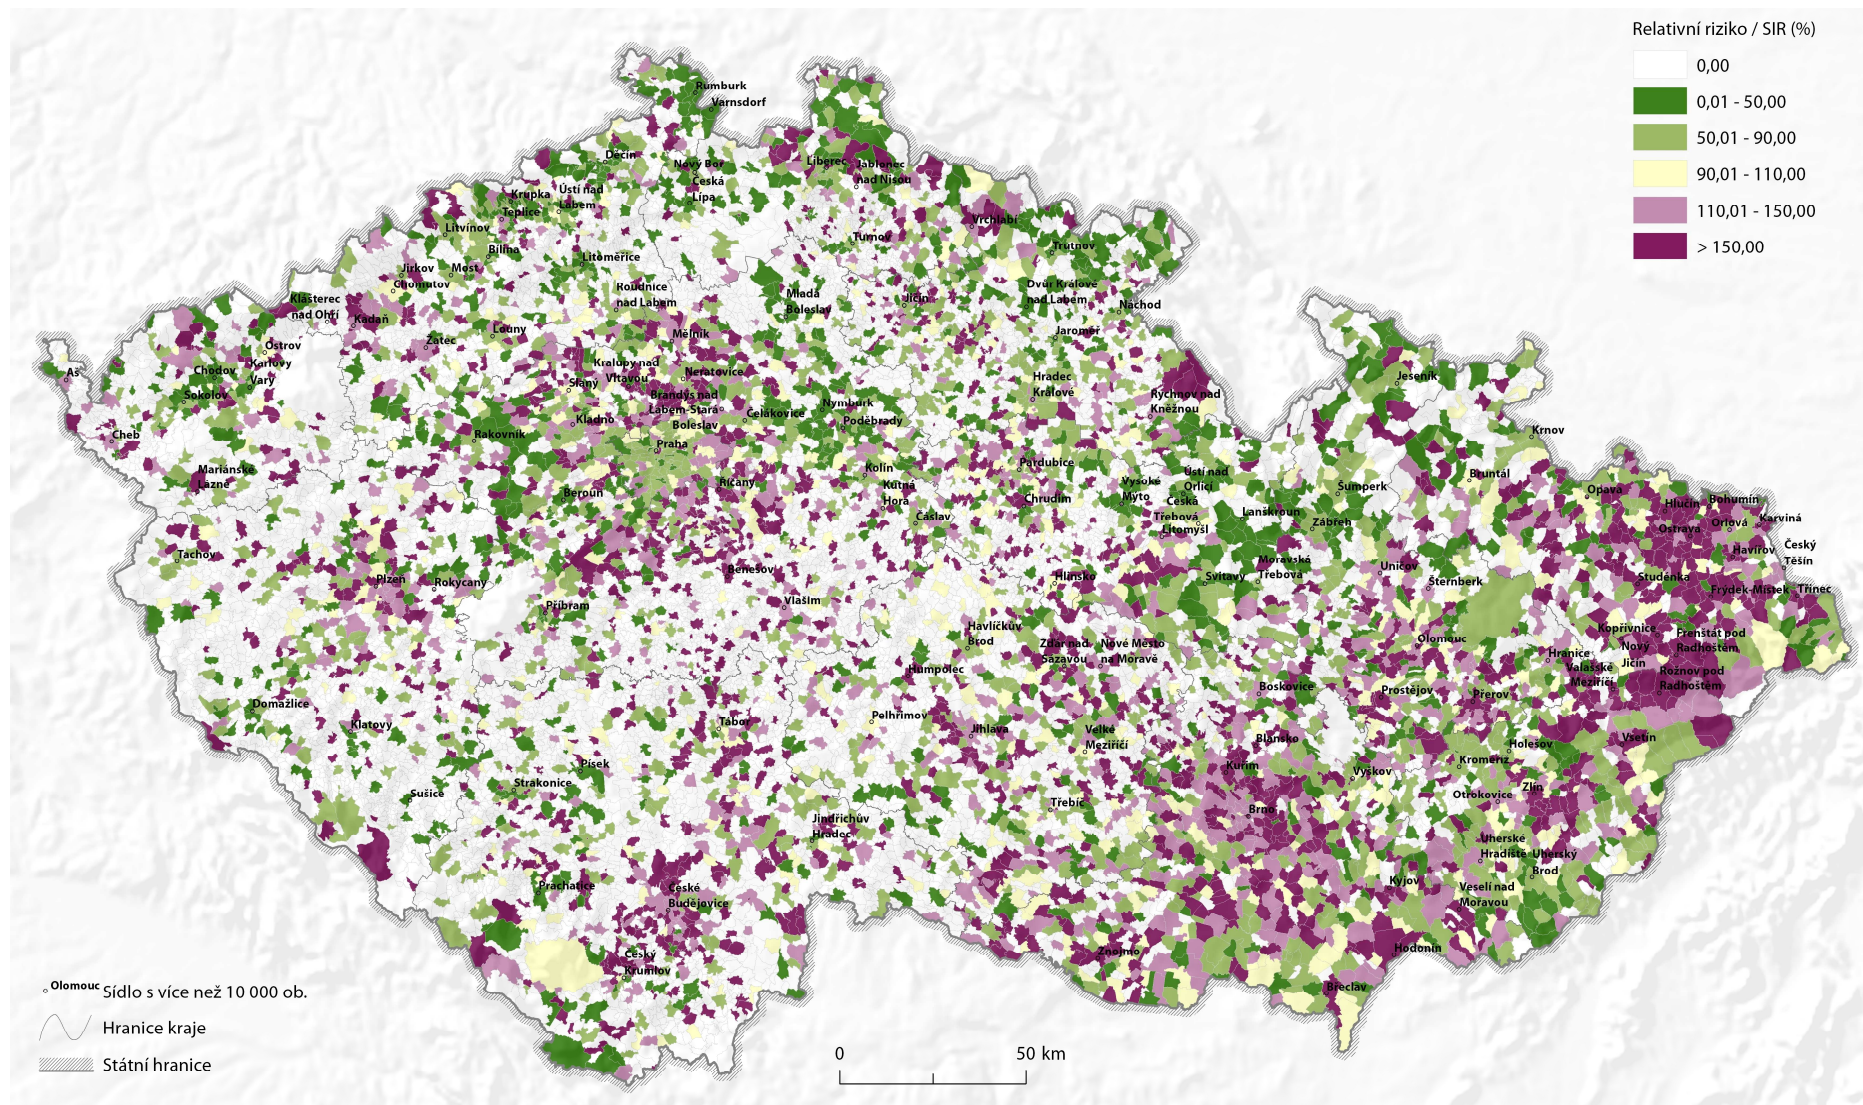 Relativní riziko / SIR (%)
0,00
0,01 - 50,00
50,01 - 90,00
90,01 - 110,00
110,01 - 150,00
> 150,00
Rumburk
Varnsdorf
Děčín
Nový Bor
Česká
Lípa
Liberec
Jablonec
nad Nisou
Krupka
Teplice
Ústí nad
Labem
Litvínov
Bílina
Litoměřice
Vrchlabí
Turnov
Trutnov
Jirkov
Most
Chomutov
Klášterec
nad Ohří
Kadaň
Roudnice
nad Labem
Mladá
Boleslav
Jičín
Dvůr Králové
nad Labem
Náchod
Jaroměř
Louny
Žatec
Mělník
Ostrov
Karlovy
Vary
Chodov
Sokolov
Aš
Cheb
Mariánské
Lázně
Kralupy nad
Vltavou
Slaný
Neratovice
Brandýs nad
Labem-Stará
Boleslav
Čelákovice
Nymburk
Poděbrady
Hradec
Králové
Rychnov nad
Kněžnou
Jeseník
Krnov
Kladno
Rakovník
Praha
Říčany
Beroun
Kolín
Kutná
Hora
Čáslav
Pardubice
Chrudim
Vysoké
Mýto
Ústí nad
Orlicí
Česká
Třebová
Litomyšl
Lanškroun
Šumperk
Zábřeh
Bruntál
Opava
Hlučín
Bohumín
Ostrava
Orlová
Karviná
Havířov
Český
Těšín
Tachov
Plzeň
Rokycany
Benešov
Vlašim
Příbram
Hlinsko
Svitavy
Moravská
Třebová
Uničov
Šternberk
Studénka
Frýdek-Místek
Třinec
Havlíčkův
Brod
Humpolec
Žďár nad
Sázavou
Nové Město
na Moravě
Olomouc
Hranice
Kopřivnice
Nový
Jičín
Frenštát pod
Radhoštěm
Valašské
Meziříčí
Rožnov pod
Radhoštěm
Domažlice
Klatovy
Tábor
Pelhřimov
Jihlava
Velké
Meziříčí
Boskovice
Prostějov
Přerov
Blansko
Holešov
Vsetín
Kroměříž
Písek
Strakonice
Sušice
Kuřim
Vyškov
Otrokovice
Zlín
Jindřichův
Hradec
Třebíč
Brno
Uherské
Hradiště
Uherský
Brod
Prachatice
České
Budějovice
Kyjov
Veselí nad
Moravou
Český
Krumlov
Znojmo
Hodonín
Břeclav
Olomouc Sídlo s více než 10 000 ob.
Hranice kraje
Státní hranice
0 50 km